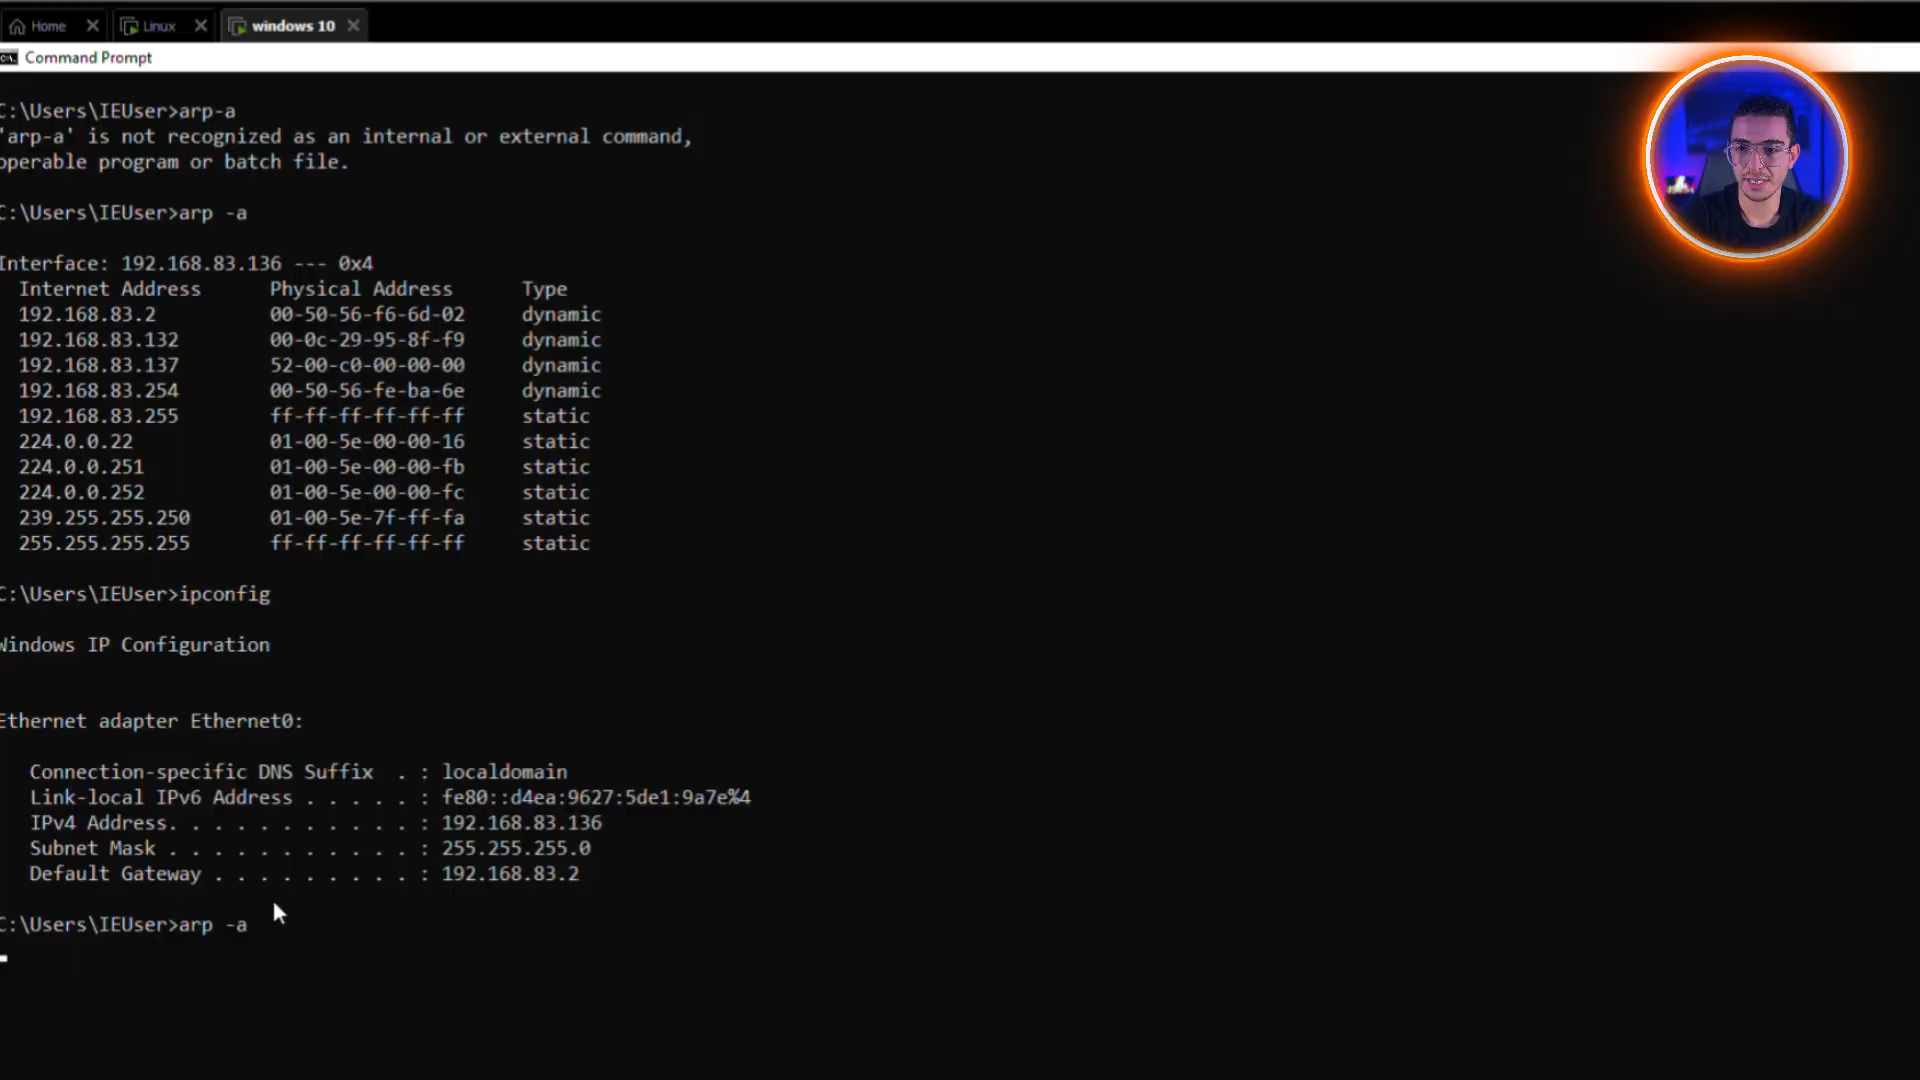 Home
Linux
windows 10
Command Prompt
C:\Users\IEUser>arp-a
'arp-a' is not recognized as an internal or external command,
operable program or batch file.
C:\Users\IEUser>arp -a
Interface: 192.168.83.136 --- 0x4
Internet Address Physical Address Type
192.168.83.2 00-50-56-f6-6d-02 dynamic
192.168.83.132 00-0c-29-95-8f-f9 dynamic
192.168.83.137 52-00-c0-00-00-00 dynamic
192.168.83.254 00-50-56-fe-ba-6e dynamic
192.168.83.255 ff-ff-ff-ff-ff-ff static
224.0.0.22 01-00-5e-00-00-16 static
224.0.0.251 01-00-5e-00-00-fb static
224.0.0.252 01-00-5e-00-00-fc static
239.255.255.250 01-00-5e-7f-ff-fa static
255.255.255.255 ff-ff-ff-ff-ff-ff static
C:\Users\IEUser>ipconfig
Windows IP Configuration
Ethernet adapter Ethernet0:
Connection-specific DNS Suffix . : localdomain
Link-local IPv6 Address . . . . . : fe80::d4ea:9627:5de1:9a7e%4
IPv4 Address. . . . . . . . . . . : 192.168.83.136
Subnet Mask . . . . . . . . . . . : 255.255.255.0
Default Gateway . . . . . . . . . : 192.168.83.2
C:\Users\IEUser>arp -a